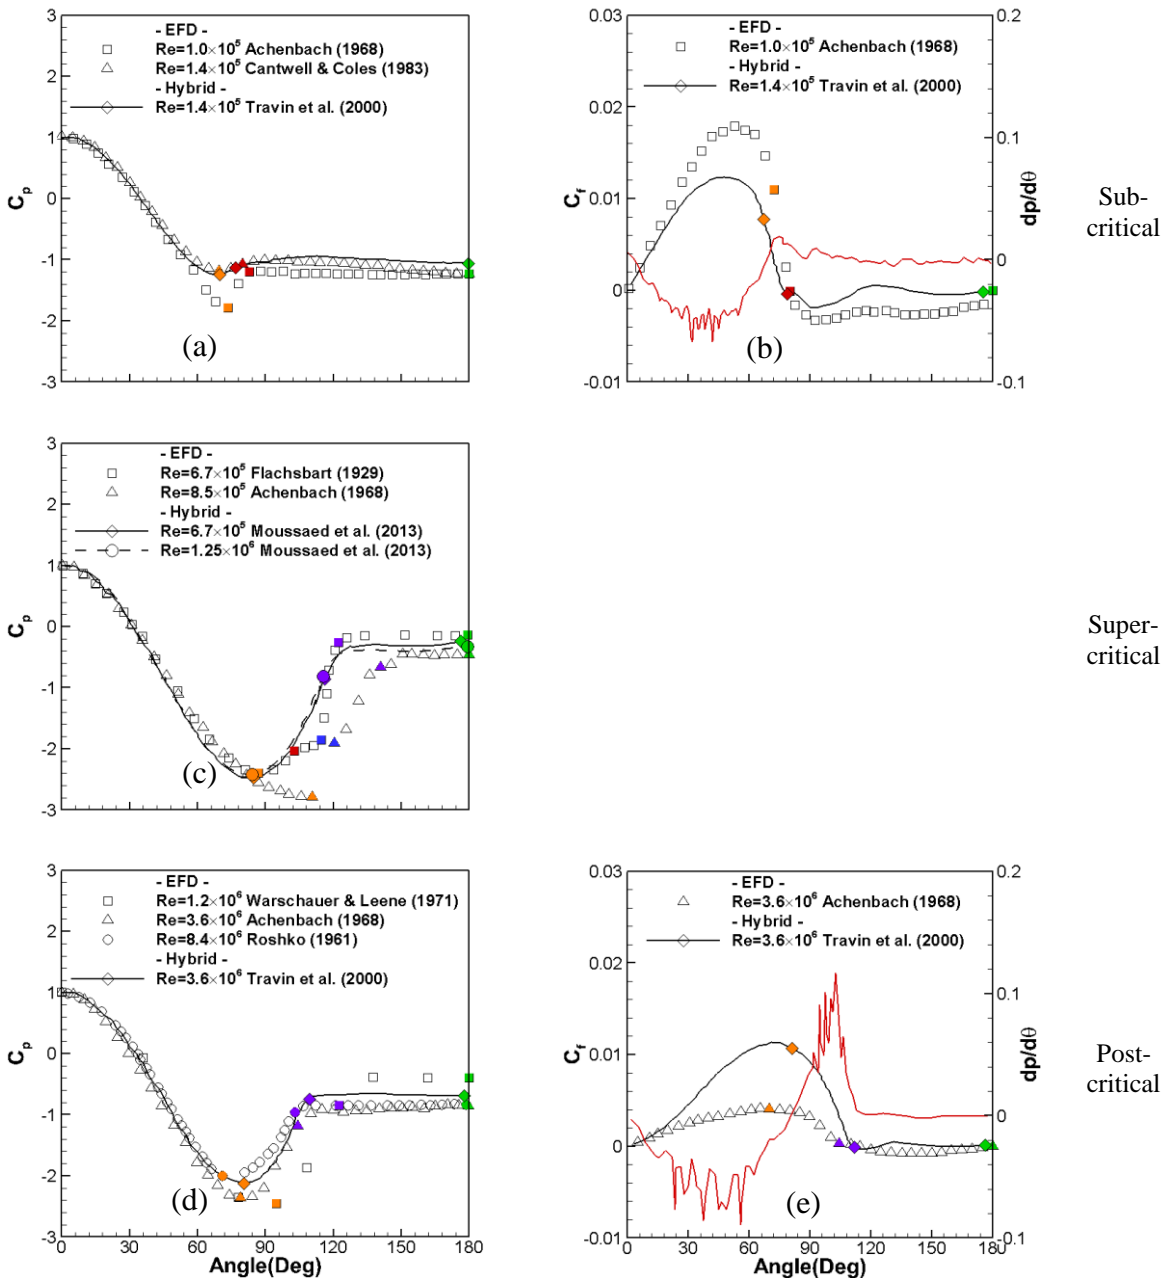 - EFD -
Re=1.0×10⁵ Achenbach (1968)
Re=1.4×10⁵ Cantwell & Coles (1983)
- Hybrid -
Re=1.4×10⁵ Travin et al. (2000)
3
2
1
0
-1
-2
-3
Cp
(a)
- EFD -
Re=1.0×10⁵ Achenbach (1968)
- Hybrid -
Re=1.4×10⁵ Travin et al. (2000)
0.03
0.02
0.01
0
-0.01
Cf
0.2
0.1
0
-0.1
dp/dθ
(b)
Sub-
critical
- EFD -
Re=6.7×10⁵ Flachsbart (1929)
Re=8.5×10⁵ Achenbach (1968)
- Hybrid -
Re=6.7×10⁵ Moussaed et al. (2013)
Re=1.25×10⁶ Moussaed et al. (2013)
3
2
1
0
-1
-2
-3
Cp
(c)
Super-
critical
- EFD -
Re=1.2×10⁶ Warschauer & Leene (1971)
Re=3.6×10⁶ Achenbach (1968)
Re=8.4×10⁶ Roshko (1961)
- Hybrid -
Re=3.6×10⁶ Travin et al. (2000)
3
2
1
0
-1
-2
-3
Cp
(d)
0 30 60 90 120 150 180
Angle(Deg)
- EFD -
Re=3.6×10⁶ Achenbach (1968)
- Hybrid -
Re=3.6×10⁶ Travin et al. (2000)
0.03
0.02
0.01
0
-0.01
Cf
0.2
0.1
0
-0.1
dp/dθ
(e)
0 30 60 90 120 150 180
Angle(Deg)
Post-
critical